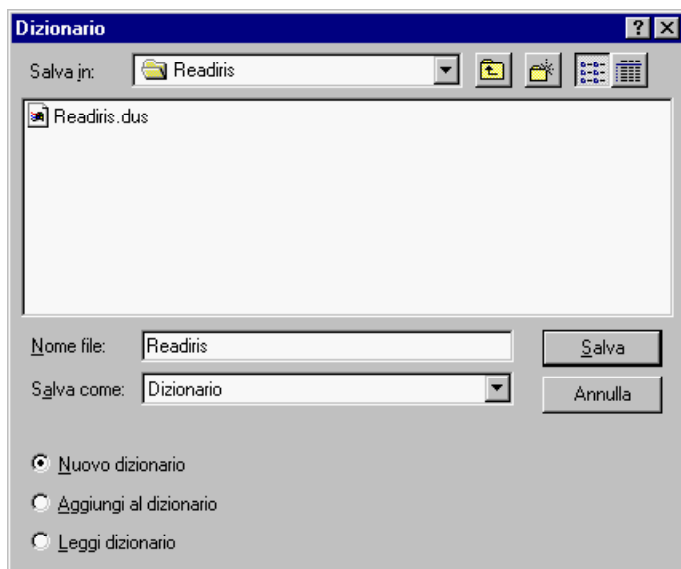 Dizionario
Salva in: Readiris
Readiris.dus
Nome file: Readiris Salva
Salva come: Dizionario Annulla
Nuovo dizionario
Aggiungi al dizionario
Leggi dizionario